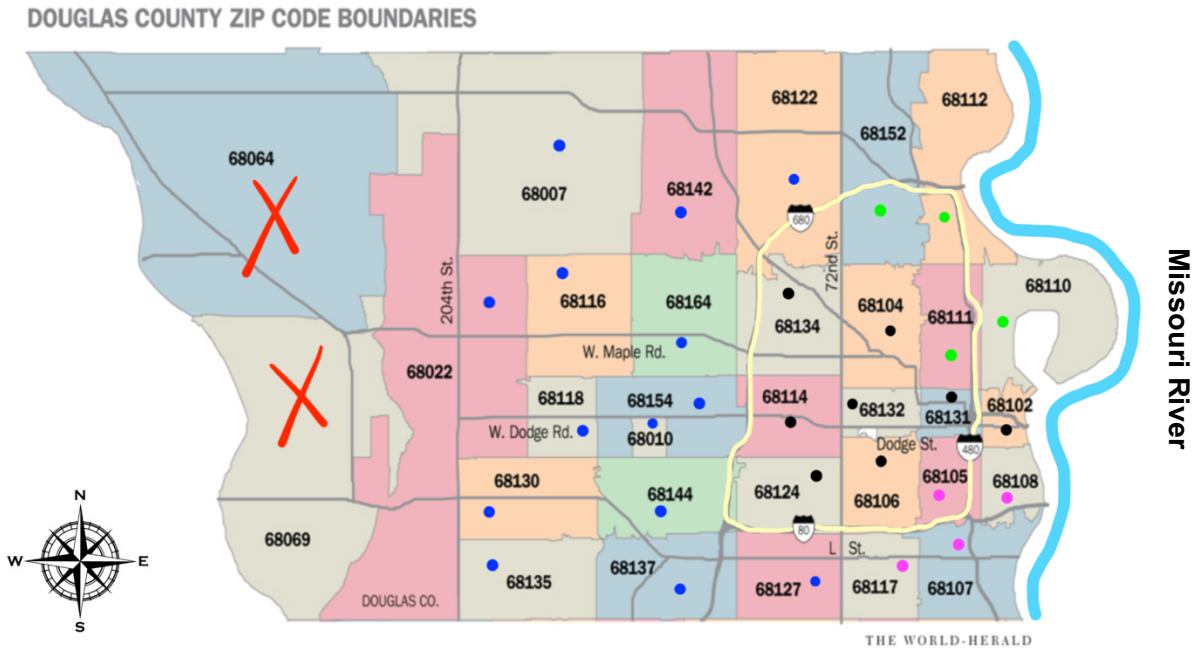 DOUGLAS COUNTY ZIP CODE BOUNDARIES
68122
68112
68152
68064
68007
68142
680
72nd St.
204th St.
68110
68116
68164
68104
68111
68134
W. Maple Rd.
68022
68118
68154
68114
68132
68131
68102
W. Dodge Rd.
68010
Dodge St.
480
68130
68144
68124
68106
68105
68108
80
68069
L St.
68135
68137
68127
68117
68107
DOUGLAS CO.
N
W
E
S
Missouri River
THE WORLD-HERALD